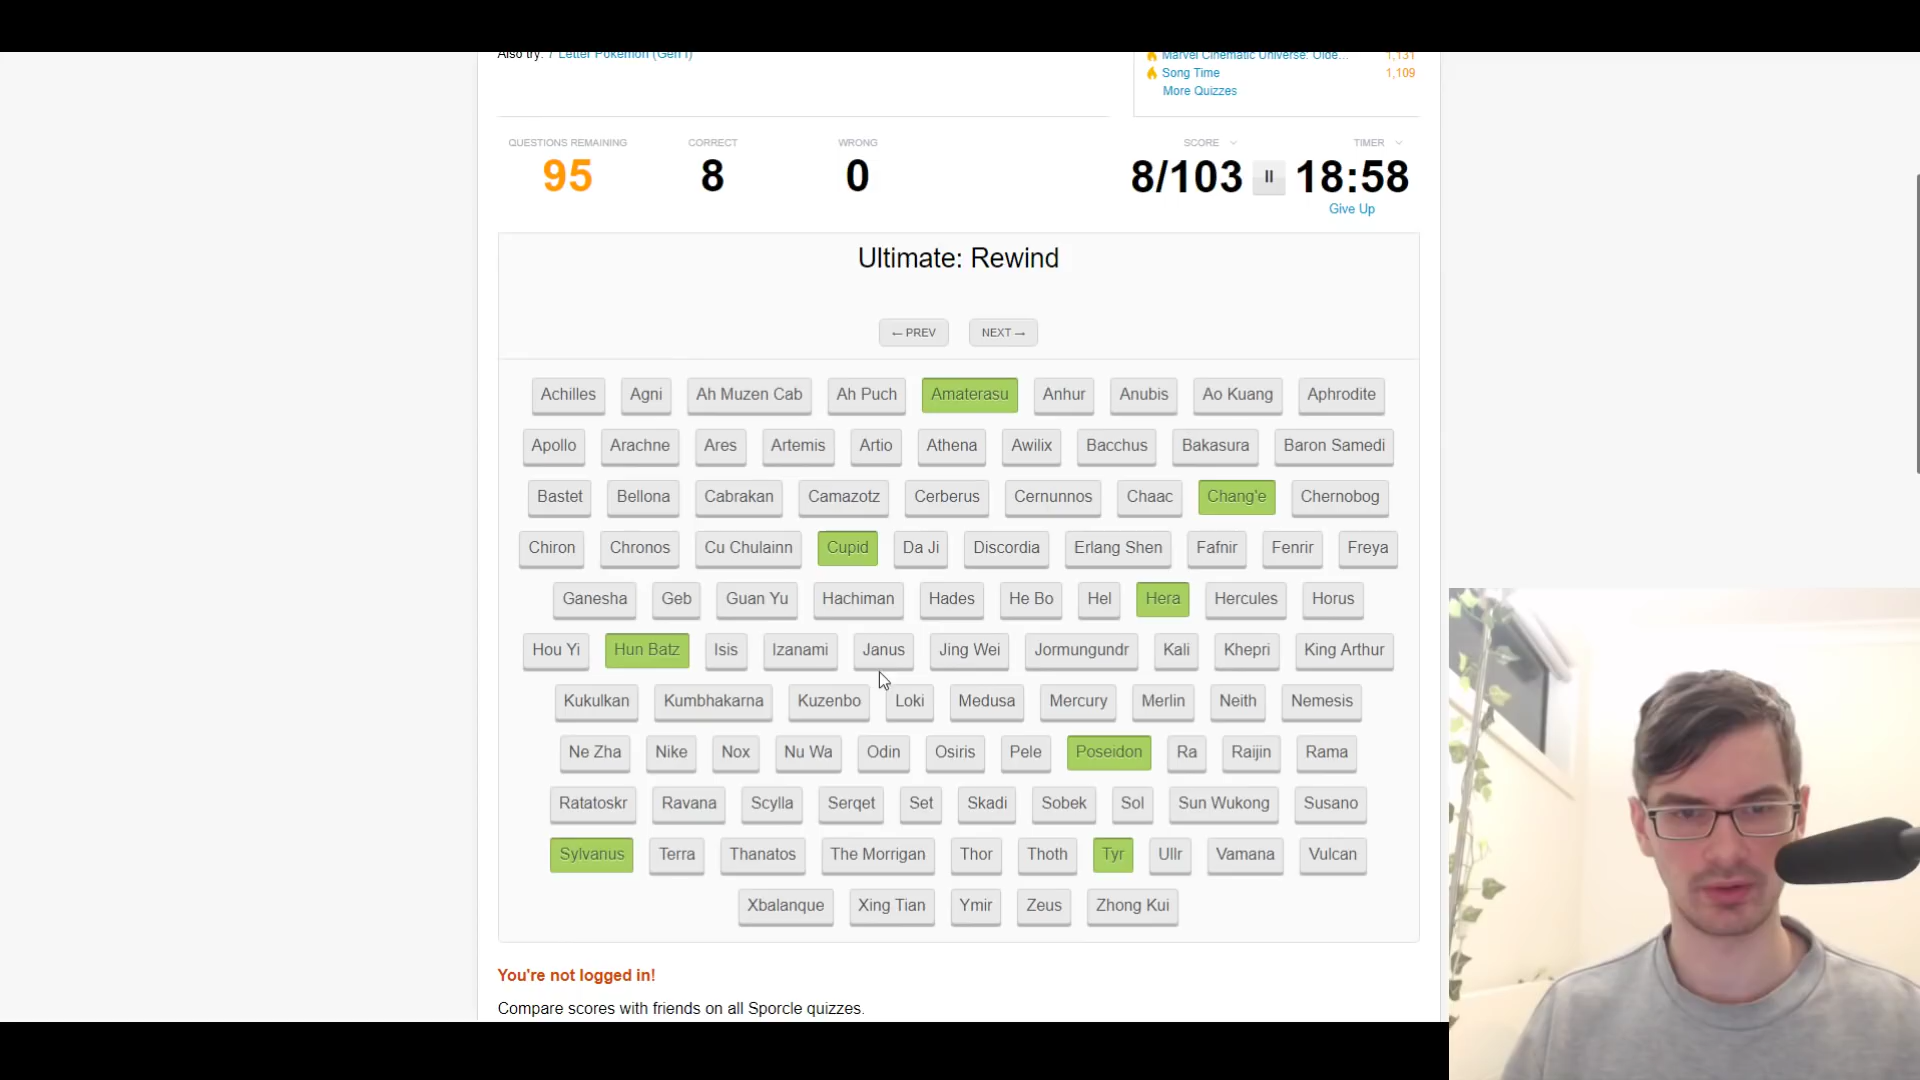 Also try: 7 Letter Pokemon (Gen I)
Marvel Cinematic Universe: Olde... 1,131
Song Time 1,109
More Quizzes
QUESTIONS REMAINING CORRECT WRONG SCORE TIMER
95 8 0 8/103 18:58
Give Up
Ultimate: Rewind
← PREV NEXT →
Achilles Agni Ah Muzen Cab Ah Puch Amaterasu Anhur Anubis Ao Kuang Aphrodite
Apollo Arachne Ares Artemis Artio Athena Awilix Bacchus Bakasura Baron Samedi
Bastet Bellona Cabrakan Camazotz Cerberus Cernunnos Chaac Chang'e Chernobog
Chiron Chronos Cu Chulainn Cupid Da Ji Discordia Erlang Shen Fafnir Fenrir Freya
Ganesha Geb Guan Yu Hachiman Hades He Bo Hel Hera Hercules Horus
Hou Yi Hun Batz Isis Izanami Janus Jing Wei Jormungundr Kali Khepri King Arthur
Kukulkan Kumbhakarna Kuzenbo Loki Medusa Mercury Merlin Neith Nemesis
Ne Zha Nike Nox Nu Wa Odin Osiris Pele Poseidon Ra Raijin Rama
Ratatoskr Ravana Scylla Serqet Set Skadi Sobek Sol Sun Wukong Susano
Sylvanus Terra Thanatos The Morrigan Thor Thoth Tyr Ullr Vamana Vulcan
Xbalanque Xing Tian Ymir Zeus Zhong Kui
You're not logged in!
Compare scores with friends on all Sporcle quizzes.